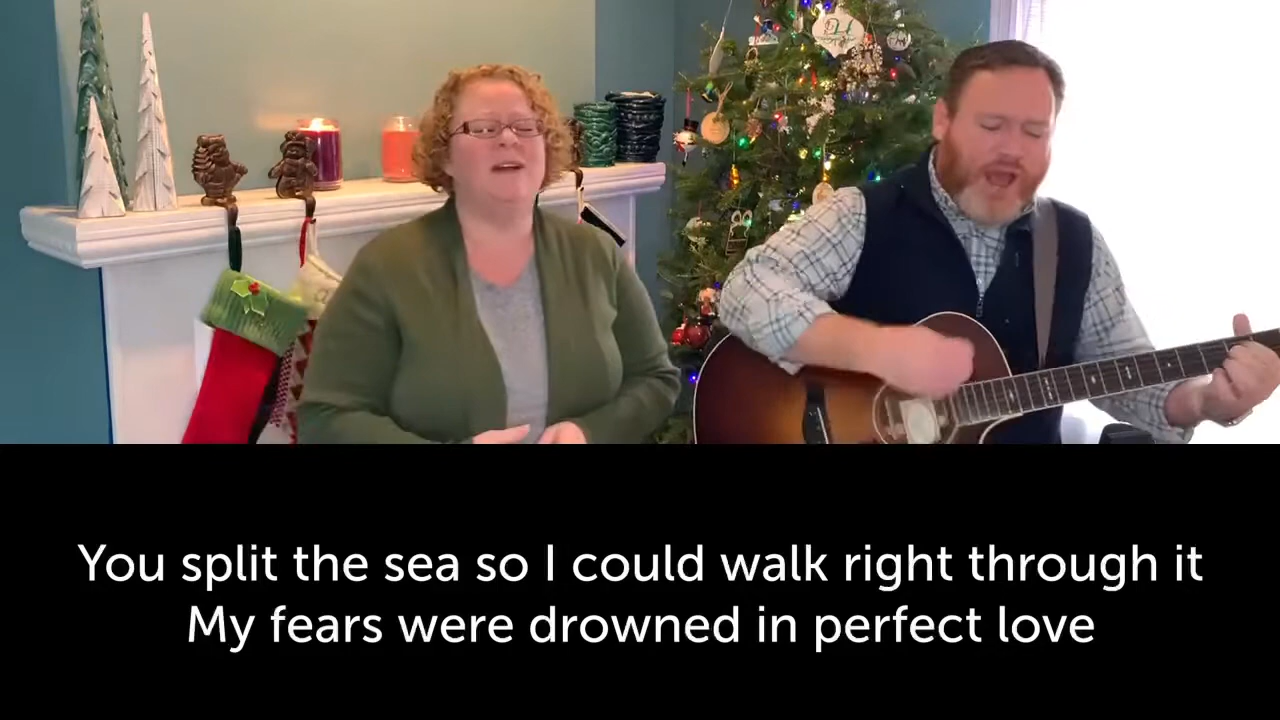 You split the sea so I could walk right through it
My fears were drowned in perfect love